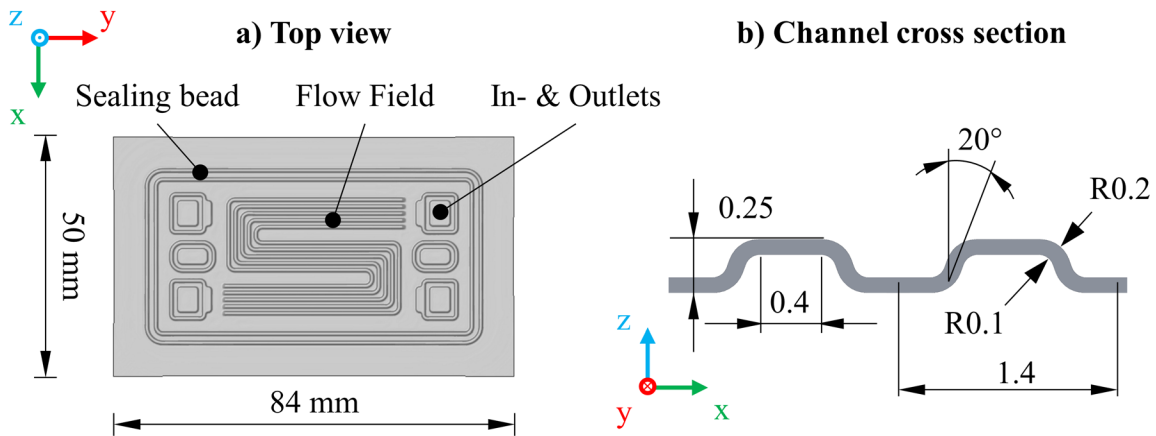 z
y
x
a) Top view
b) Channel cross section
Sealing bead
Flow Field
In- & Outlets
50 mm
84 mm
20°
0.25
R0.2
0.4
R0.1
1.4
z
y
x